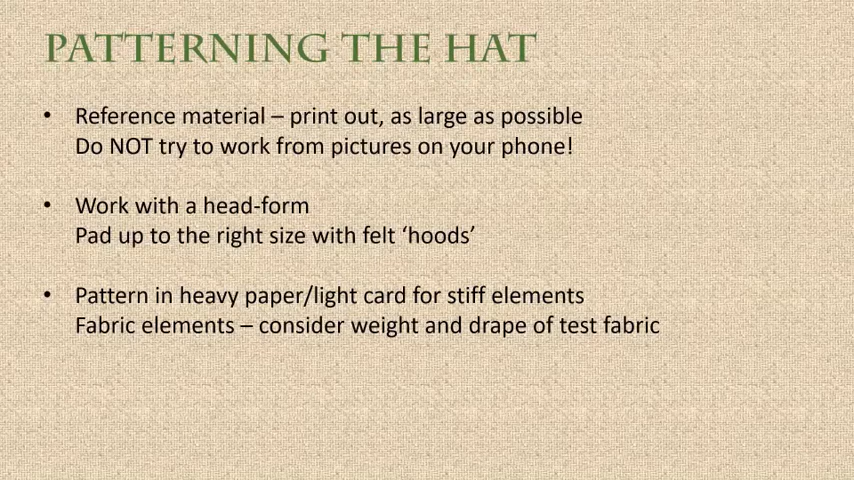 PATTERNING THE HAT
• Reference material – print out, as large as possible
Do NOT try to work from pictures on your phone!
• Work with a head-form
Pad up to the right size with felt ‘hoods’
• Pattern in heavy paper/light card for stiff elements
Fabric elements – consider weight and drape of test fabric